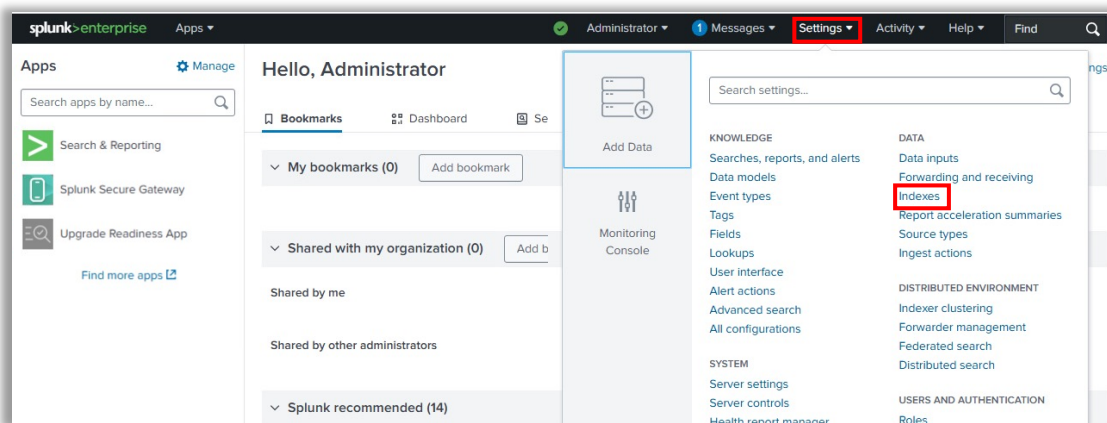 splunk>enterprise Apps Administrator 1 Messages Settings Activity Help Find
Apps Manage
Search apps by name...
Search & Reporting
Splunk Secure Gateway
Upgrade Readiness App
Find more apps
Hello, Administrator
Bookmarks Dashboard Se
My bookmarks (0) Add bookmark
Shared with my organization (0) Add b
Shared by me
Shared by other administrators
Splunk recommended (14)
Add Data
Monitoring
Console
Search settings...
KNOWLEDGE
Searches, reports, and alerts
Data models
Event types
Tags
Fields
Lookups
User interface
Alert actions
Advanced search
All configurations
SYSTEM
Server settings
Server controls
Health report manager
DATA
Data inputs
Forwarding and receiving
Indexes
Report acceleration summaries
Source types
Ingest actions
DISTRIBUTED ENVIRONMENT
Indexer clustering
Forwarder management
Federated search
Distributed search
USERS AND AUTHENTICATION
Roles
ngs